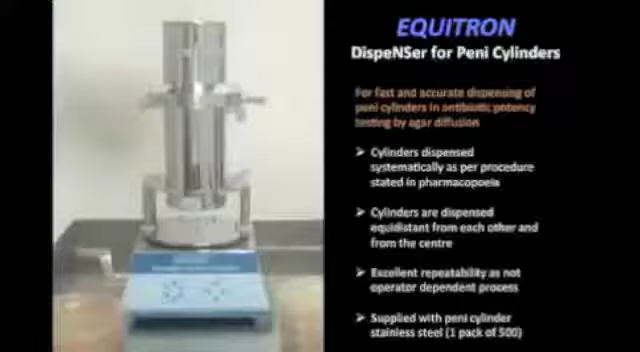 EQUITRON
DispeNSer for Peni Cylinders
For fast and accurate dispensing of
peni cylinders in antibiotic potency
testing by agar diffusion
➤ Cylinders dispensed
systematically as per procedure
stated in pharmacopoeia
➤ Cylinders are dispensed
equidistant from each other and
from the centre
➤ Excellent repeatability as not
operator dependent process
➤ Supplied with peni cylinder
stainless steel (1 pack of 500)